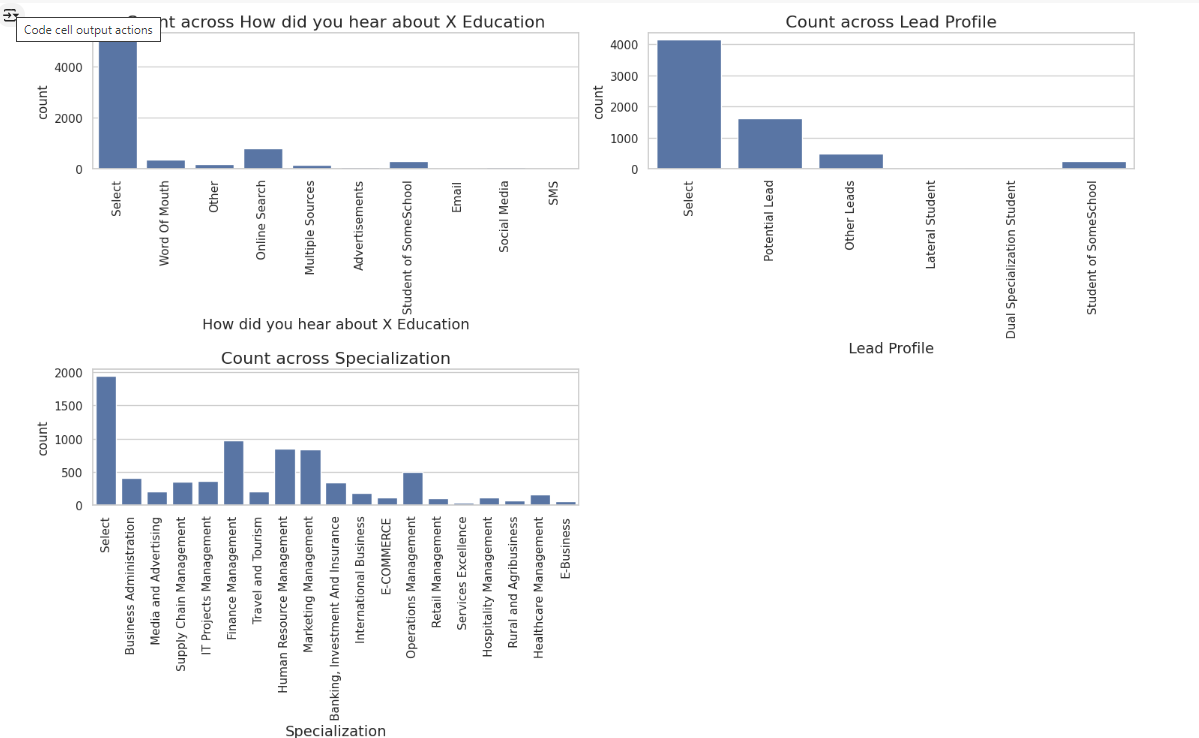 Count across How did you hear about X Education
Code cell output actions
count
4000
2000
0
Select
Word Of Mouth
Other
Online Search
Multiple Sources
Advertisements
Student of SomeSchool
Email
Social Media
SMS
How did you hear about X Education
Count across Lead Profile
count
4000
3000
2000
1000
0
Select
Potential Lead
Other Leads
Lateral Student
Dual Specialization Student
Student of SomeSchool
Lead Profile
Count across Specialization
count
2000
1500
1000
500
0
Select
Business Administration
Media and Advertising
Supply Chain Management
IT Projects Management
Finance Management
Travel and Tourism
Human Resource Management
Marketing Management
Banking, Investment And Insurance
International Business
E-COMMERCE
Operations Management
Retail Management
Services Excellence
Hospitality Management
Rural and Agribusiness
Healthcare Management
E-Business
Specialization